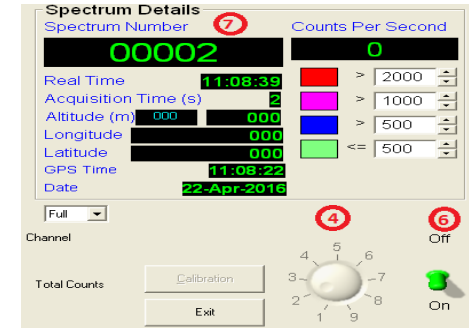 Spectrum Details
Spectrum Number 7 Counts Per Second
00002 0
Real Time 11:08:39 > 2000
Acquisition Time (s) 2 > 1000
Altitude (m) 000 000 > 500
Longitude 000
Latitude 000 <= 500
GPS Time 11:08:22
Date 22-Apr-2016
Full 4 6
Channel Off
4 5 6
Total Counts Calibration 3 7
2 8 On
Exit 1 9